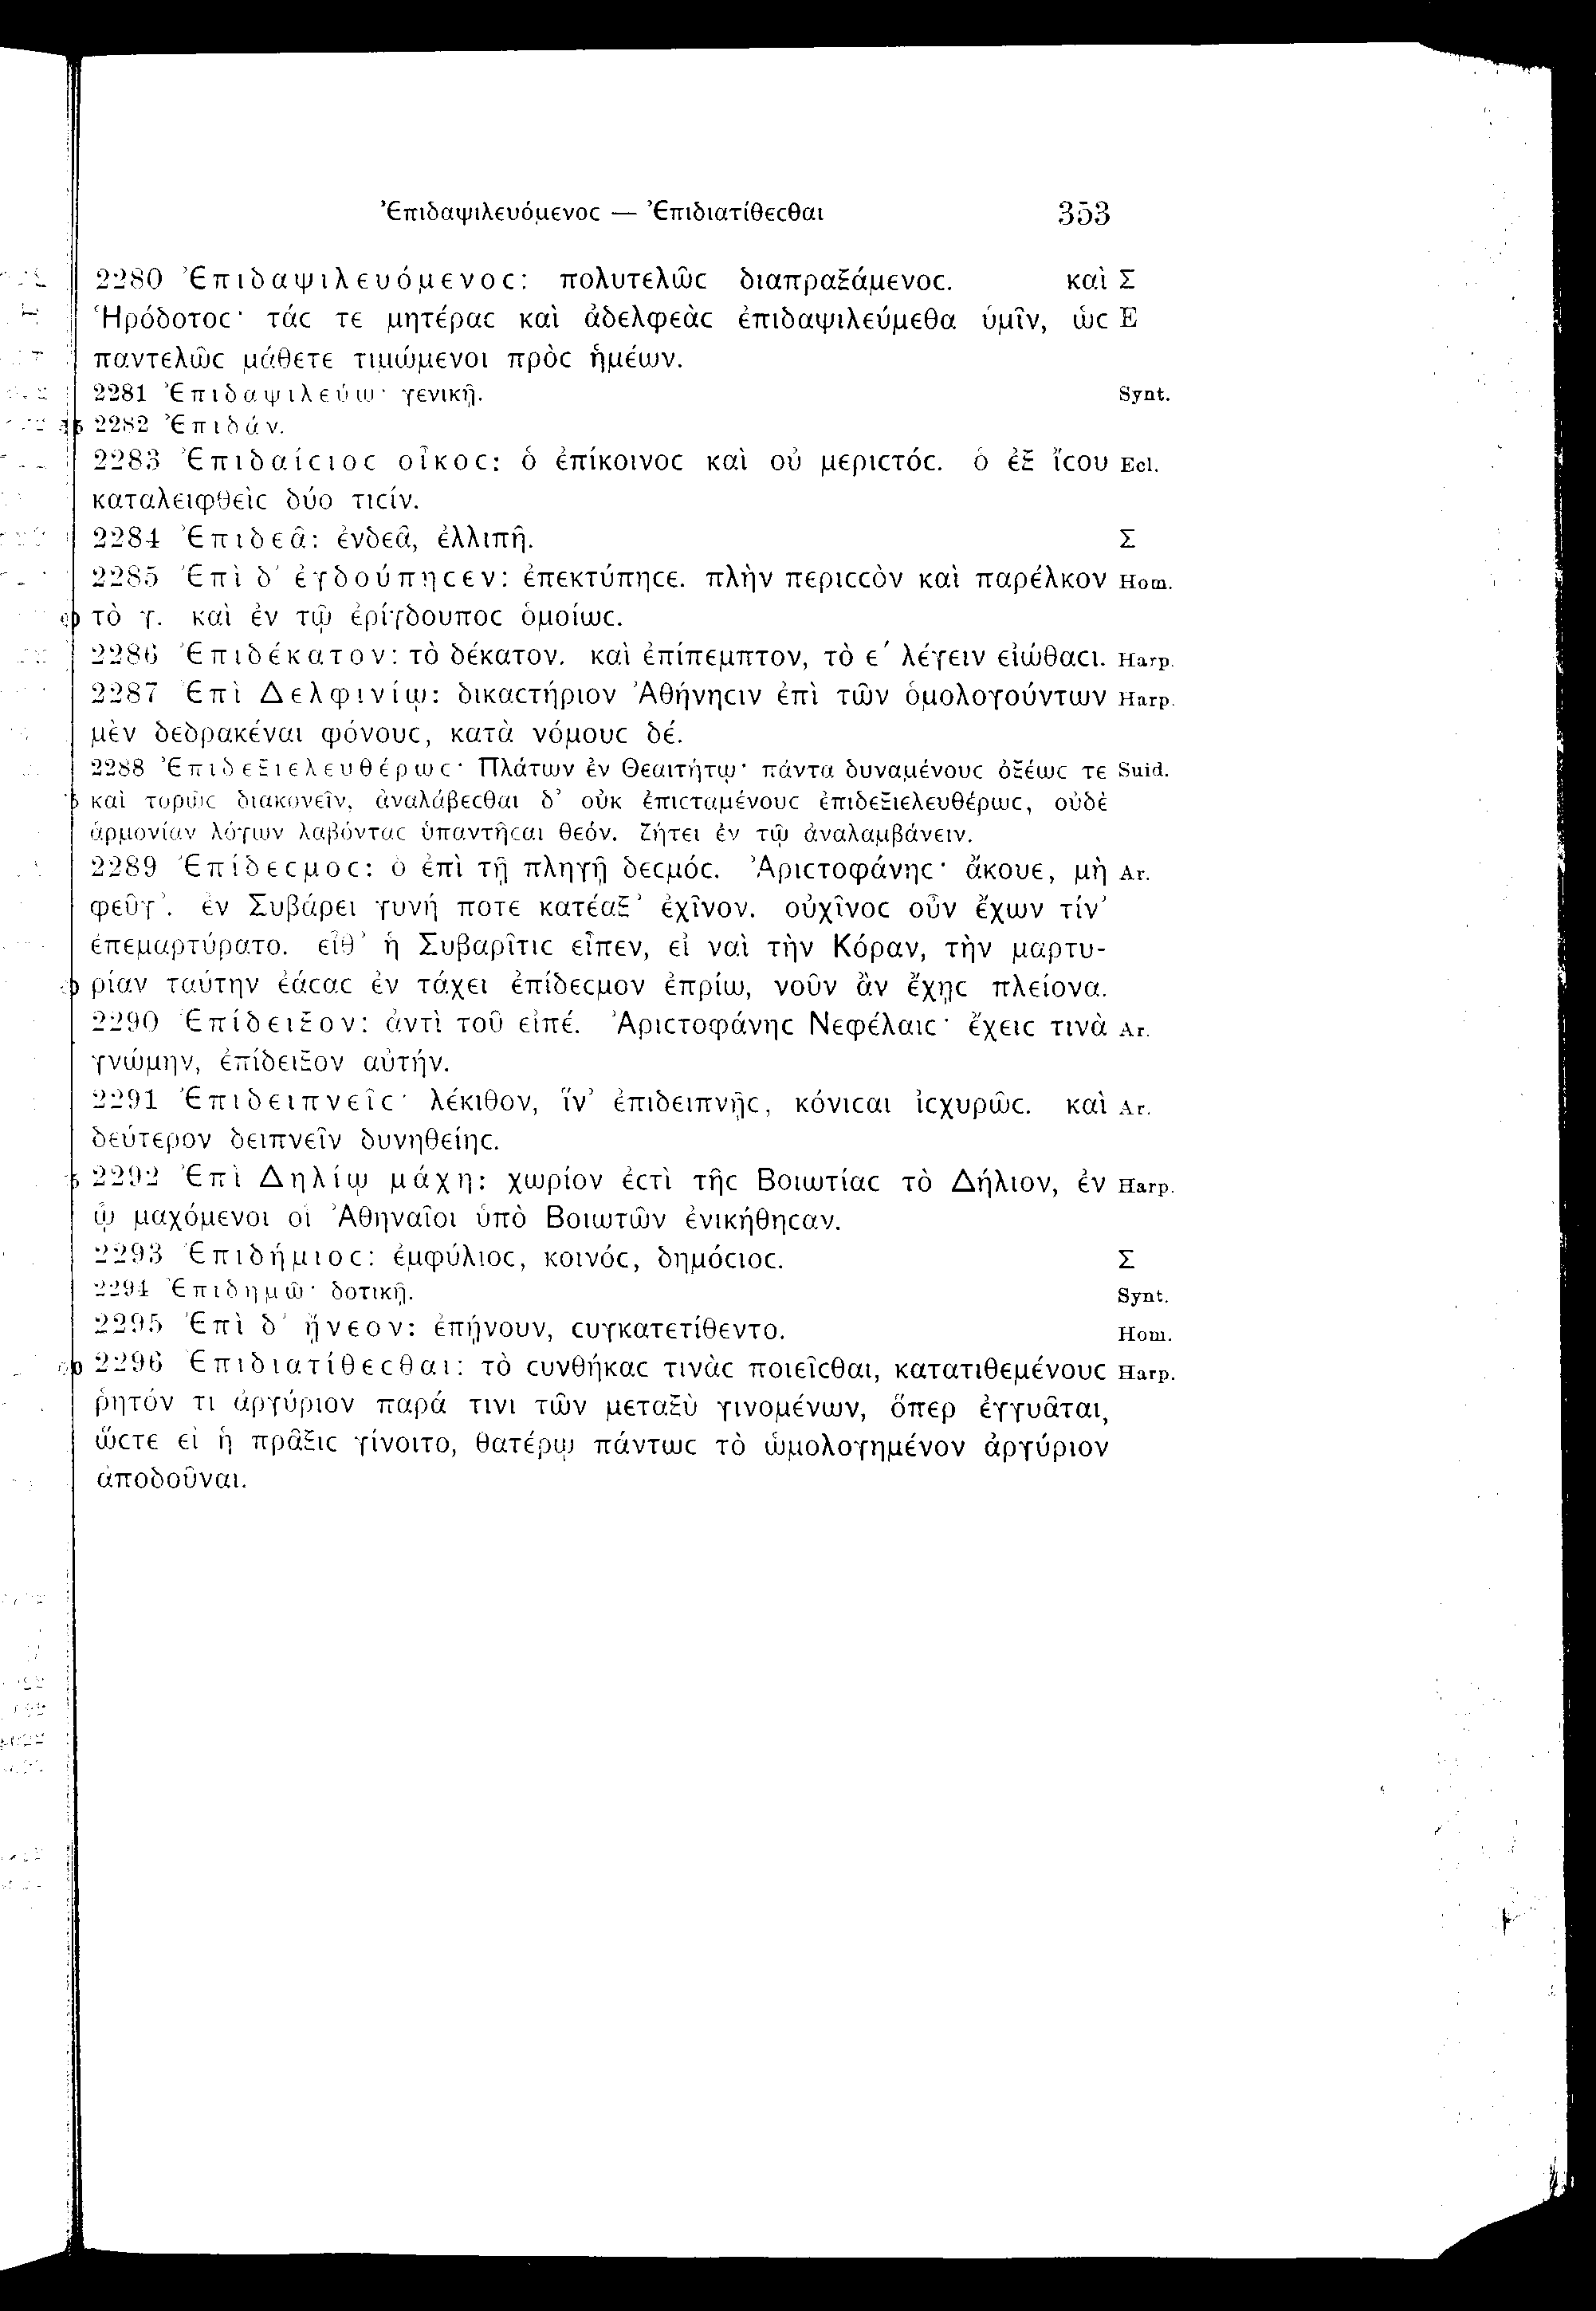 Ἐπιδαψιλευόμενοϲ — Ἐπιδιατίθεϲθαι 353
2280 Ἐπιδαψιλευόμενοϲ: πολυτελῶϲ διαπραξάμενοϲ. καὶ Σ
Ἡρόδοτοϲ· τάϲ τε μητέραϲ καὶ ἀδελφεὰϲ ἐπιδαψιλεύμεθα ὑμῖν, ὡϲ E
παντελῶϲ μάθετε τιμώμενοι πρὸϲ ἡμέων.
2281 Ἐπιδαψιλεύω· γενικῇ. Synt.
2282 Ἐπιδάν.
2283 Ἐπιδαίϲιοϲ οἶκοϲ: ὁ ἐπίκοινοϲ καὶ οὐ μεριϲτόϲ. ὁ ἐξ ἴϲου Ecl.
καταλειφθεὶϲ δύο τιϲίν.
2284 Ἐπιδεᾶ: ἐνδεᾶ, ἐλλιπῆ. Σ
2285 Ἐπὶ δ' ἐγδούπηϲεν: ἐπεκτύπηϲε. πλὴν περιϲϲὸν καὶ παρέλκον Hom.
τὸ γ. καὶ ἐν τῷ ἐρίγδουποϲ ὁμοίωϲ.
2286 Ἐπιδέκατον: τὸ δέκατον. καὶ ἐπίπεμπτον, τὸ ε΄ λέγειν εἰώθαϲι. Harp.
2287 Ἐπὶ Δελφινίῳ: δικαϲτήριον Ἀθήνηϲιν ἐπὶ τῶν ὁμολογούντων Harp.
μὲν δεδρακέναι φόνουϲ, κατὰ νόμουϲ δέ.
2288 Ἐπιδεξιελευθέρωϲ· Πλάτων ἐν Θεαιτήτῳ· πάντα δυναμένουϲ ὀξέωϲ τε Suid.
καὶ τορῶϲ διακονεῖν, ἀναλάβεϲθαι δ' οὐκ ἐπιϲταμένουϲ ἐπιδεξιελευθέρωϲ, οὐδὲ
ἁρμονίαν λόγων λαβόνταϲ ὑπαντῆϲαι θεόν. ζήτει ἐν τῷ ἀναλαμβάνειν.
2289 Ἐπίδεϲμοϲ: ὁ ἐπὶ τῇ πληγῇ δεϲμόϲ. Ἀριϲτοφάνηϲ· ἄκουε, μὴ Ar.
φεῦγ'. ἐν Συβάρει γυνή ποτε κατέαξ' ἐχῖνον. οὑχῖνοϲ οὖν ἔχων τίν'
ἐπεμαρτύρατο. εἶθ' ἡ Συβαρῖτιϲ εἶπεν, εἰ ναὶ τὴν Κόραν, τὴν μαρτυ-
ρίαν ταύτην ἐάϲαϲ ἐν τάχει ἐπίδεϲμον ἐπρίω, νοῦν ἂν ἔχηϲ πλείονα.
2290 Ἐπίδειξον: ἀντὶ τοῦ εἰπέ. Ἀριϲτοφάνηϲ Νεφέλαιϲ· ἔχειϲ τινὰ Ar.
γνώμην, ἐπίδειξον αὐτήν.
2291 Ἐπιδειπνεῖϲ· λέκιθον, ἵν' ἐπιδειπνῇϲ, κόνιϲαι ἰϲχυρῶϲ. καὶ Ar.
δεύτερον δειπνεῖν δυνηθείηϲ.
2292 Ἐπὶ Δηλίῳ μάχη: χωρίον ἐϲτὶ τῆϲ Βοιωτίαϲ τὸ Δήλιον, ἐν Harp.
ᾧ μαχόμενοι οἱ Ἀθηναῖοι ὑπὸ Βοιωτῶν ἐνικήθηϲαν.
2293 Ἐπιδήμιοϲ: ἐμφύλιοϲ, κοινόϲ, δημόϲιοϲ. Σ
2294 Ἐπιδημῶ· δοτικῇ. Synt.
2295 Ἐπὶ δ' ᾔνεον: ἐπῄνουν, ϲυγκατετίθεντο. Hom.
2296 Ἐπιδιατίθεϲθαι: τὸ ϲυνθήκαϲ τινὰϲ ποιεῖϲθαι, κατατιθεμένουϲ Harp.
ῥητόν τι ἀργύριον παρά τινι τῶν μεταξὺ γινομένων, ὅπερ ἐγγυᾶται,
ὥϲτε εἰ ἡ πρᾶξιϲ γίνοιτο, θατέρῳ πάντωϲ τὸ ὡμολογημένον ἀργύριον
ἀποδοῦναι.